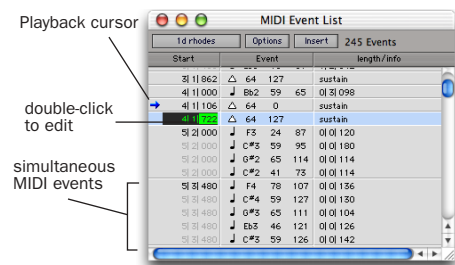 MIDI Event List
Playback cursor
1d rhodes Options Insert 245 Events
Start Event length/info
3| 1| 862 64 127 sustain
4| 1| 000 Bb2 59 65 0| 3| 098
4| 1| 106 64 0 sustain
double-click
to edit
4| 1| 722 64 127 sustain
5| 2| 000 F3 24 87 0| 0| 120
5| 2| 000 C#3 59 95 0| 0| 180
5| 2| 000 G#2 65 114 0| 0| 114
5| 2| 000 C#2 41 73 0| 0| 114
simultaneous
MIDI events
5| 3| 480 F4 78 107 0| 0| 136
5| 3| 480 C#4 59 127 0| 0| 130
5| 3| 480 G#3 65 111 0| 0| 104
5| 3| 480 Eb3 46 121 0| 0| 126
5| 3| 480 C#3 59 126 0| 0| 142